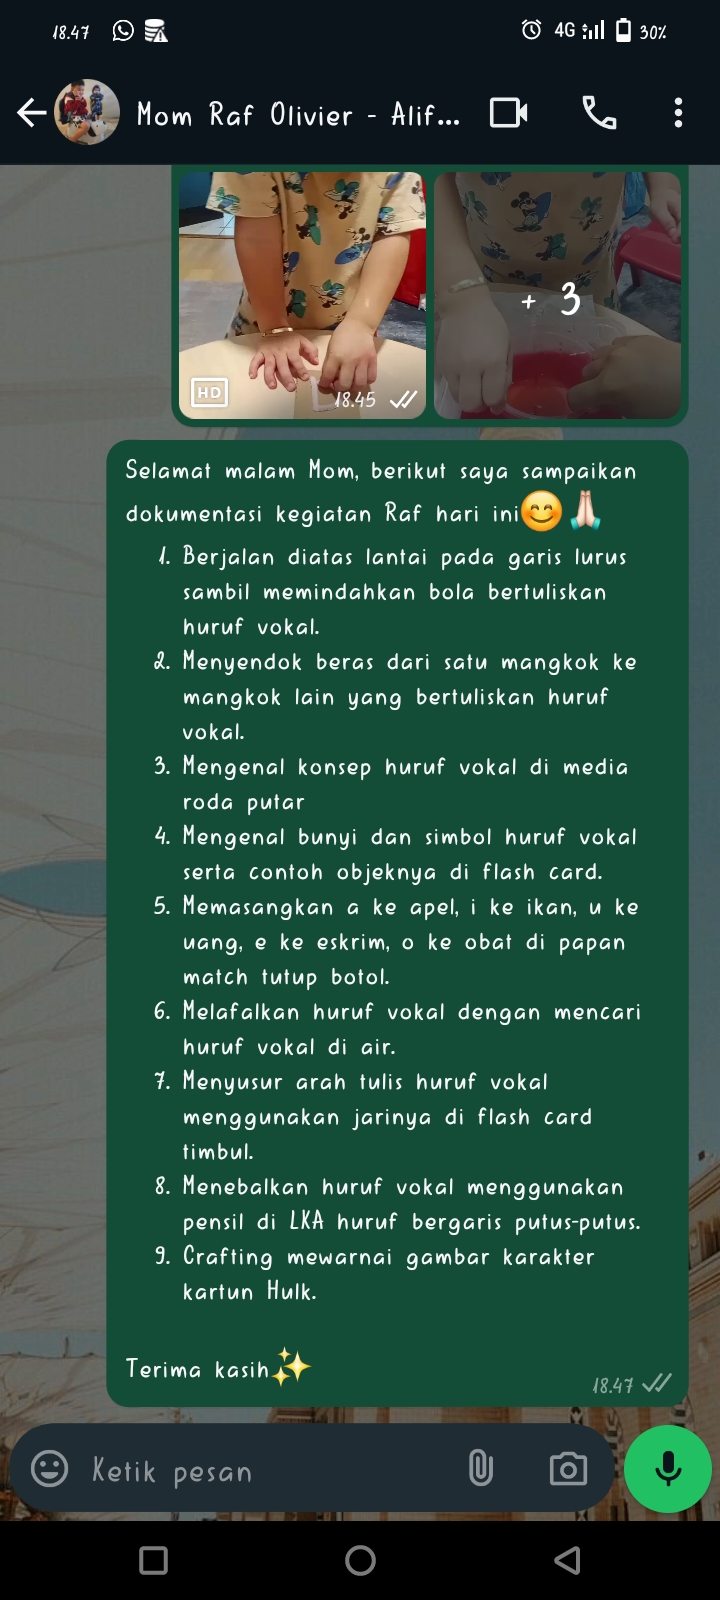 18.47
4G
30%
Mom Raf Olivier - Alif...
+ 3
HD
18.45
Selamat malam Mom, berikut saya sampaikan
dokumentasi kegiatan Raf hari ini😊🙏🏻
1. Berjalan diatas lantai pada garis lurus
sambil memindahkan bola bertuliskan
huruf vokal.
2. Menyendok beras dari satu mangkok ke
mangkok lain yang bertuliskan huruf
vokal.
3. Mengenal konsep huruf vokal di media
roda putar
4. Mengenal bunyi dan simbol huruf vokal
serta contoh objeknya di flash card.
5. Memasangkan a ke apel, i ke ikan, u ke
uang, e ke eskrim, o ke obat di papan
match tutup botol.
6. Melafalkan huruf vokal dengan mencari
huruf vokal di air.
7. Menyusur arah tulis huruf vokal
menggunakan jarinya di flash card
timbul.
8. Menebalkan huruf vokal menggunakan
pensil di LKA huruf bergaris putus-putus.
9. Crafting mewarnai gambar karakter
kartun Hulk.
Terima kasih✨
18.47
Ketik pesan